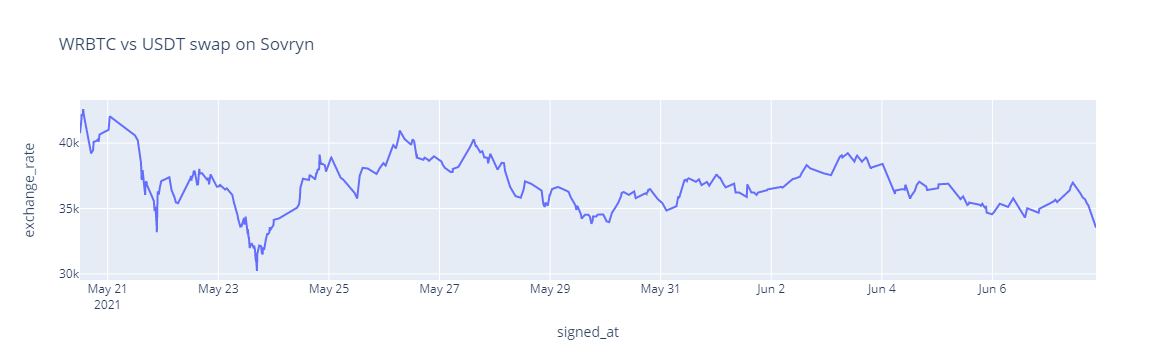 WRBTC vs USDT swap on Sovryn
exchange_rate
40k
35k
30k
May 21
2021
May 23
May 25
May 27
May 29
May 31
Jun 2
Jun 4
Jun 6
signed_at